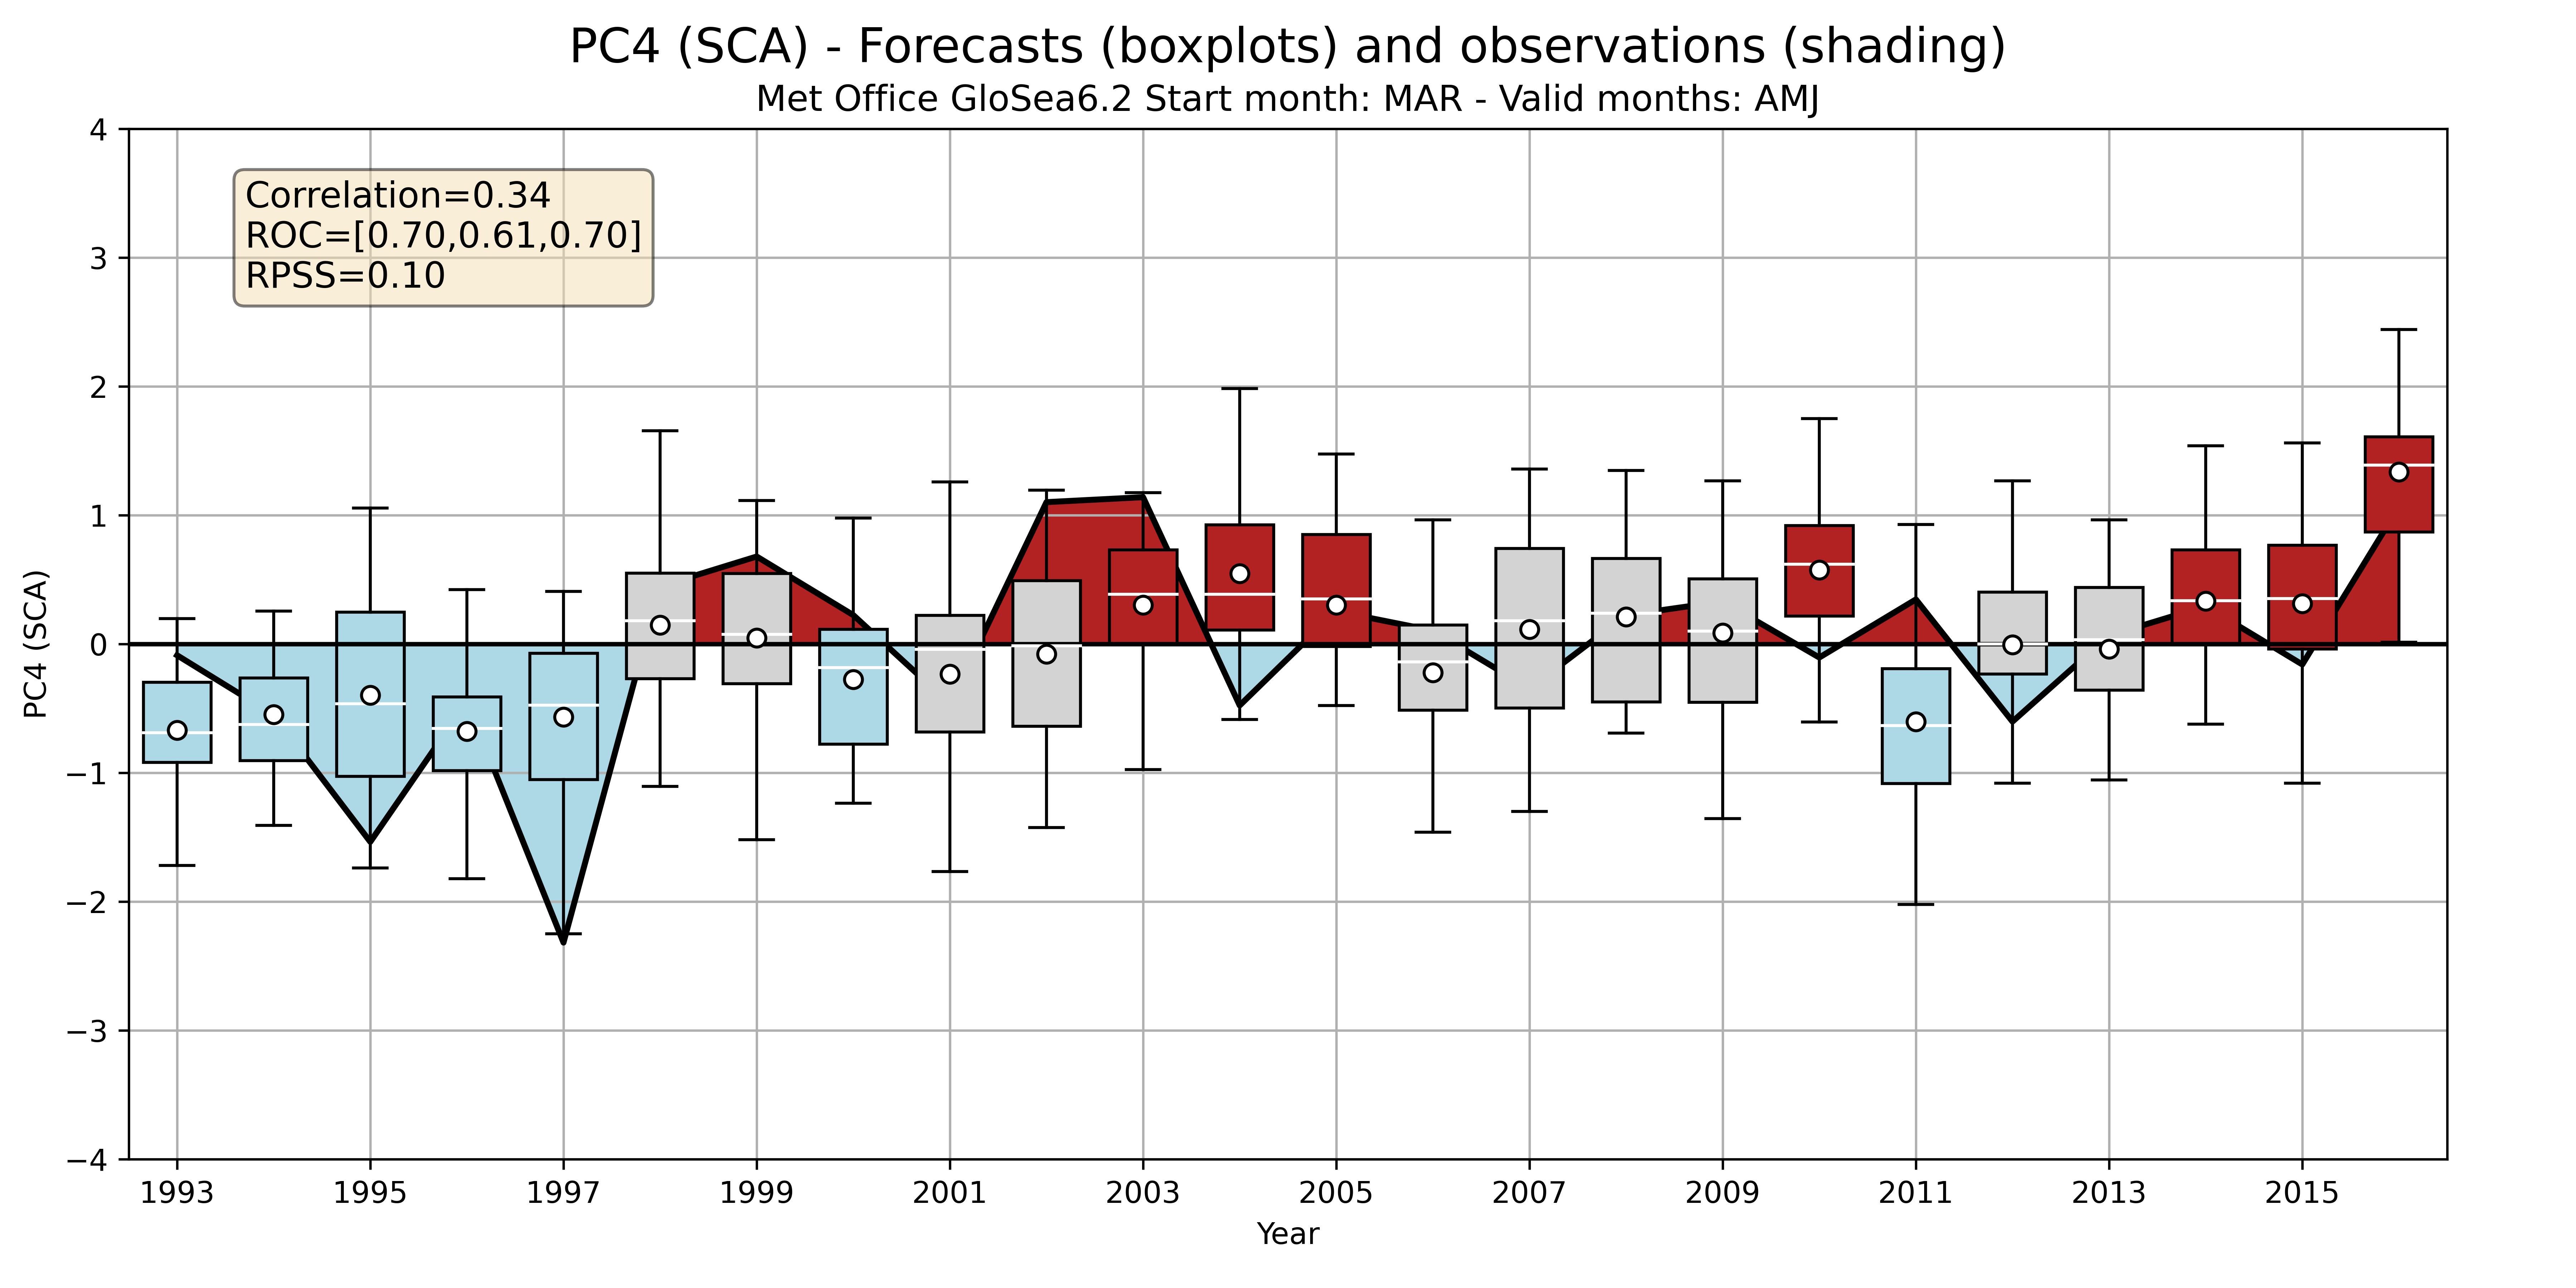 PC4 (SCA) - Forecasts (boxplots) and observations (shading)
Met Office GloSea6.2 Start month: MAR - Valid months: AMJ
Correlation=0.34
ROC=[0.70,0.61,0.70]
RPSS=0.10
PC4 (SCA)
4
3
2
1
0
−1
−2
−3
−4
1993 1995 1997 1999 2001 2003 2005 2007 2009 2011 2013 2015
Year